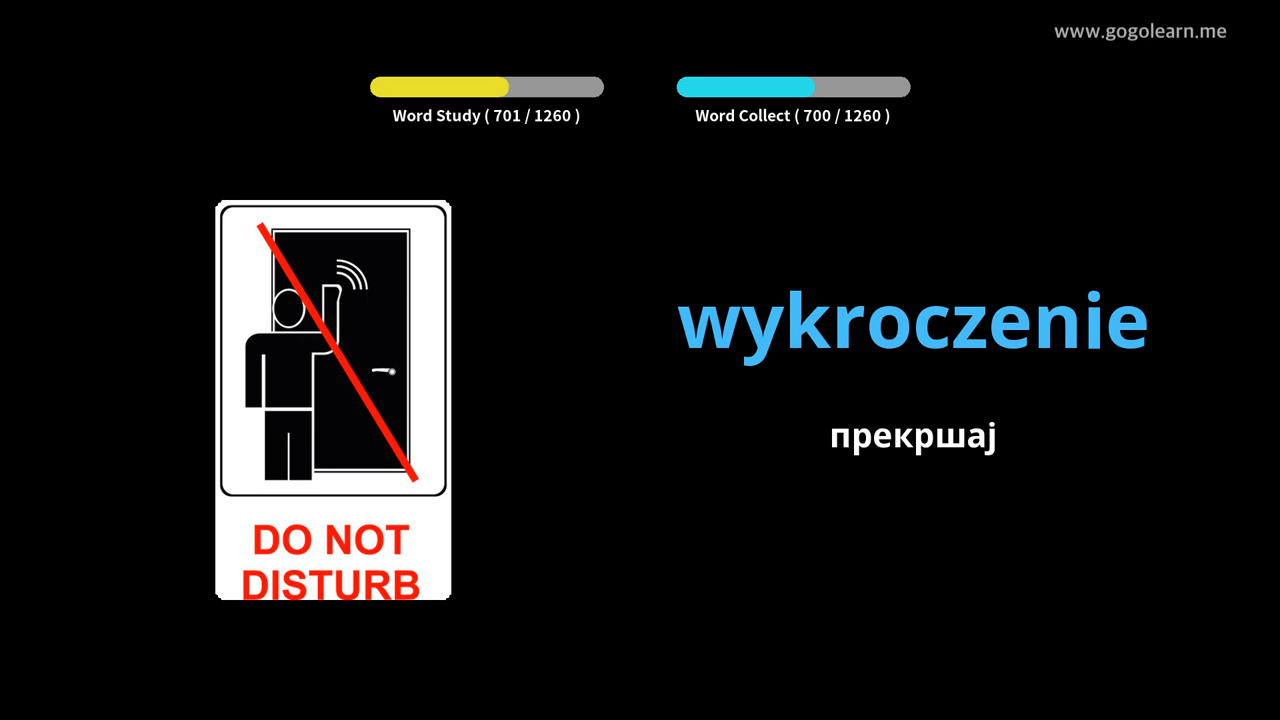 www.gogolearn.me
Word Study ( 701 / 1260 )
Word Collect ( 700 / 1260 )
DO NOT
DISTURB
wykroczenie
прекршај